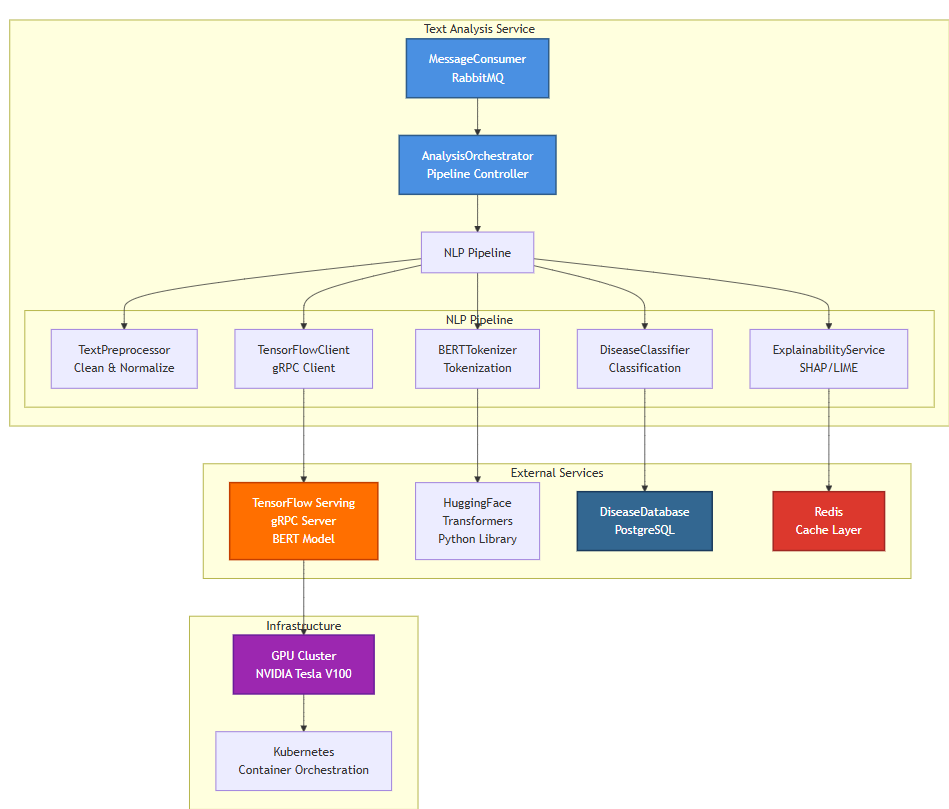 Text Analysis Service
MessageConsumer
RabbitMQ
AnalysisOrchestrator
Pipeline Controller
NLP Pipeline
NLP Pipeline
TextPreprocessor
Clean & Normalize
TensorFlowClient
gRPC Client
BERTTokenizer
Tokenization
DiseaseClassifier
Classification
ExplainabilityService
SHAP/LIME
External Services
TensorFlow Serving
gRPC Server
BERT Model
HuggingFace
Transformers
Python Library
DiseaseDatabase
PostgreSQL
Redis
Cache Layer
Infrastructure
GPU Cluster
NVIDIA Tesla V100
Kubernetes
Container Orchestration